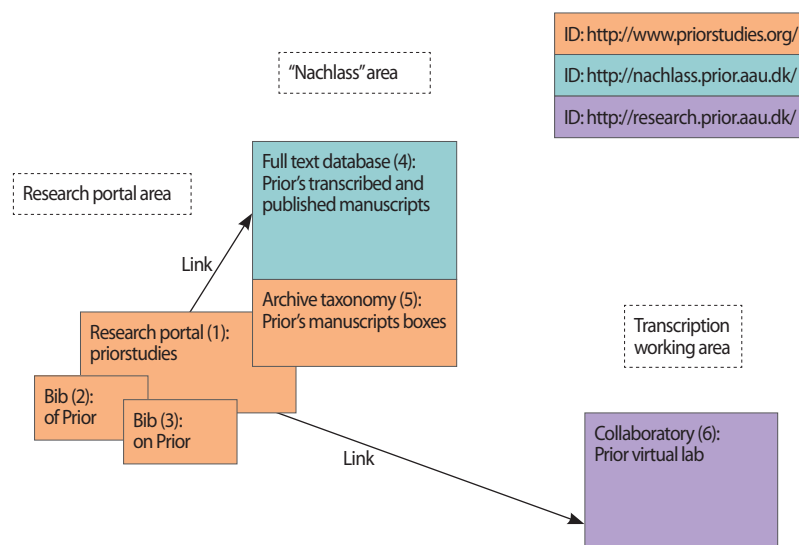 ID: http://www.priorstudies.org/
ID: http://nachlass.prior.aau.dk/
ID: http://research.prior.aau.dk/
“Nachlass” area
Research portal area
Full text database (4):
Prior’s transcribed and
published manuscripts
Link
Archive taxonomy (5):
Prior’s manuscripts boxes
Research portal (1):
priorstudies
Bib (2):
of Prior
Bib (3):
on Prior
Link
Transcription
working area
Collaboratory (6):
Prior virtual lab